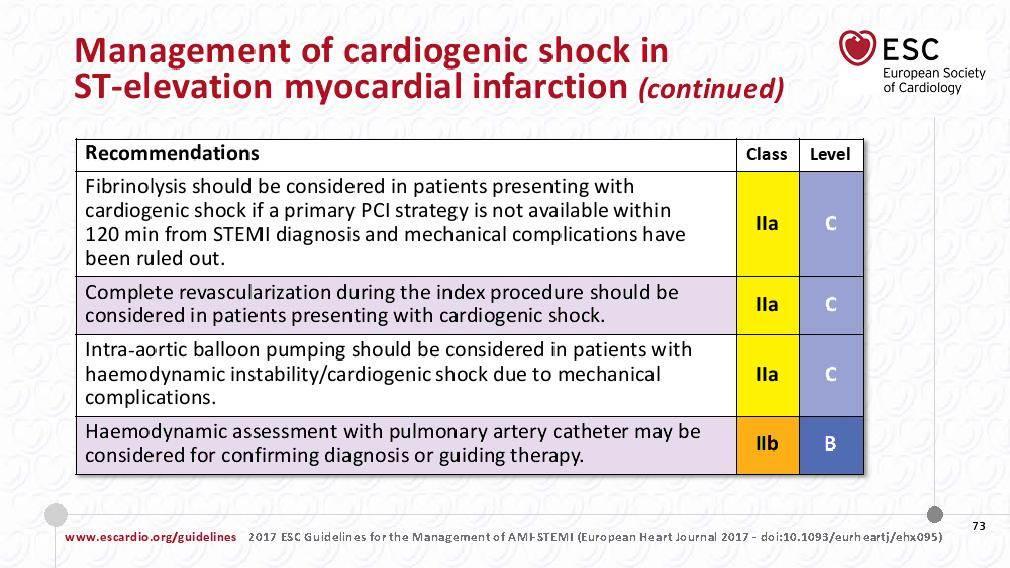 Management of cardiogenic shock in
ST-elevation myocardial infarction (continued)
ESC
European Society
of Cardiology
Recommendations Class Level
Fibrinolysis should be considered in patients presenting with
cardiogenic shock if a primary PCI strategy is not available within
120 min from STEMI diagnosis and mechanical complications have
been ruled out.
IIa C
Complete revascularization during the index procedure should be
considered in patients presenting with cardiogenic shock.
IIa C
Intra-aortic balloon pumping should be considered in patients with
haemodynamic instability/cardiogenic shock due to mechanical
complications.
IIa C
Haemodynamic assessment with pulmonary artery catheter may be
considered for confirming diagnosis or guiding therapy.
IIb B
73
www.escardio.org/guidelines 2017 ESC Guidelines for the Management of AMI-STEMI (European Heart Journal 2017 - doi:10.1093/eurheartj/ehx095)